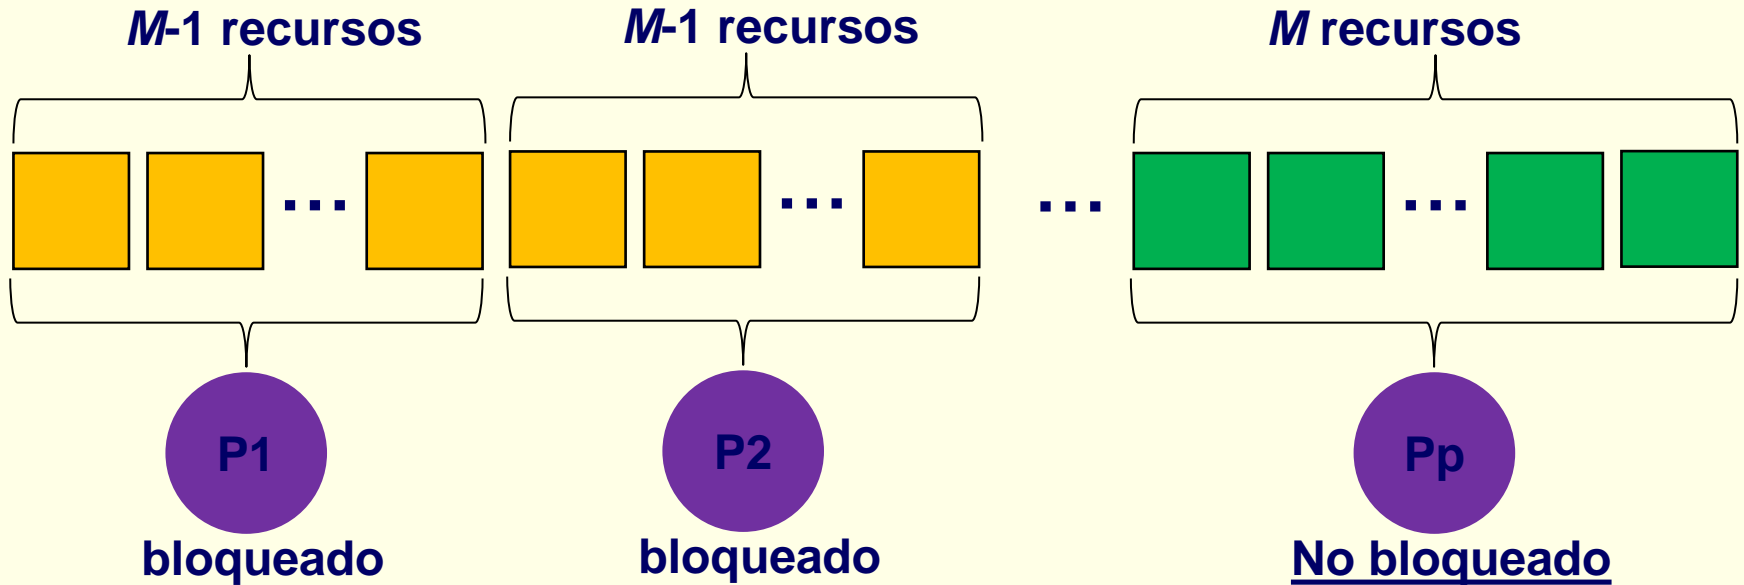 M-1 recursos
M-1 recursos
M recursos
...
...
...
...
P1
P2
Pp
bloqueado
bloqueado
No bloqueado